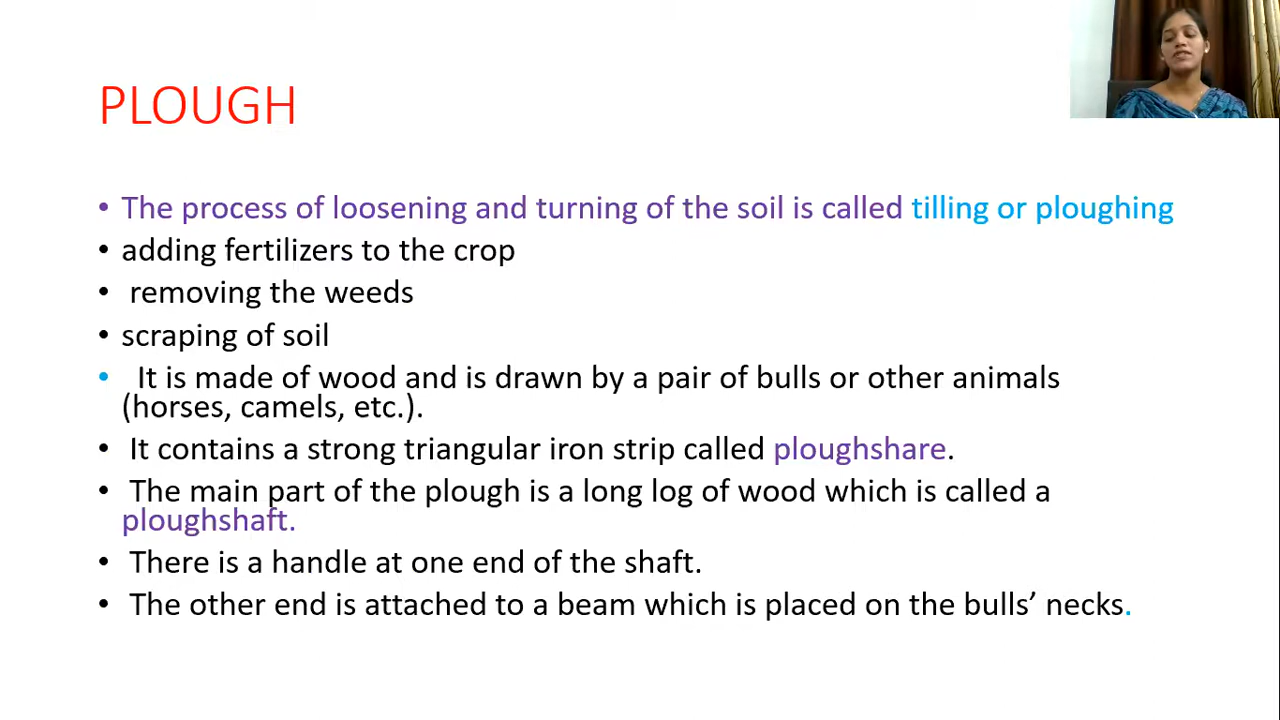 PLOUGH
• The process of loosening and turning of the soil is called tilling or ploughing
• adding fertilizers to the crop
• removing the weeds
• scraping of soil
• It is made of wood and is drawn by a pair of bulls or other animals
(horses, camels, etc.).
• It contains a strong triangular iron strip called ploughshare.
• The main part of the plough is a long log of wood which is called a
ploughshaft.
• There is a handle at one end of the shaft.
• The other end is attached to a beam which is placed on the bulls’ necks.